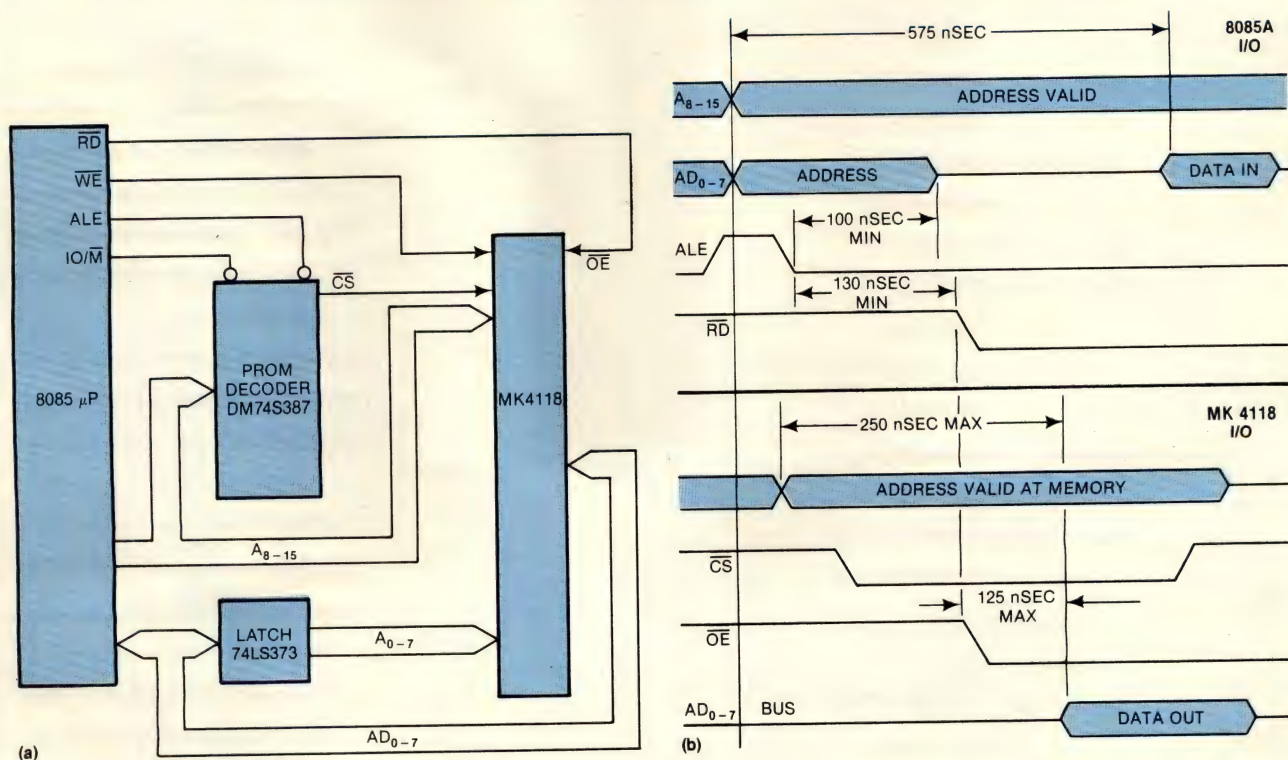 RD
WE
ALE
IO/M
CS
OE
8085 µP
PROM
DECODER
DM74S387
MK4118
A8–15
LATCH
74LS373
A0–7
AD0–7
(a)
575 nSEC
8085A
I/O
A8–15
ADDRESS VALID
AD0–7
ADDRESS
DATA IN
100 nSEC
MIN
ALE
130 nSEC
MIN
RD
250 nSEC MAX
MK 4118
I/O
ADDRESS VALID AT MEMORY
CS
125 nSEC
MAX
OE
AD0–7
BUS
DATA OUT
(b)